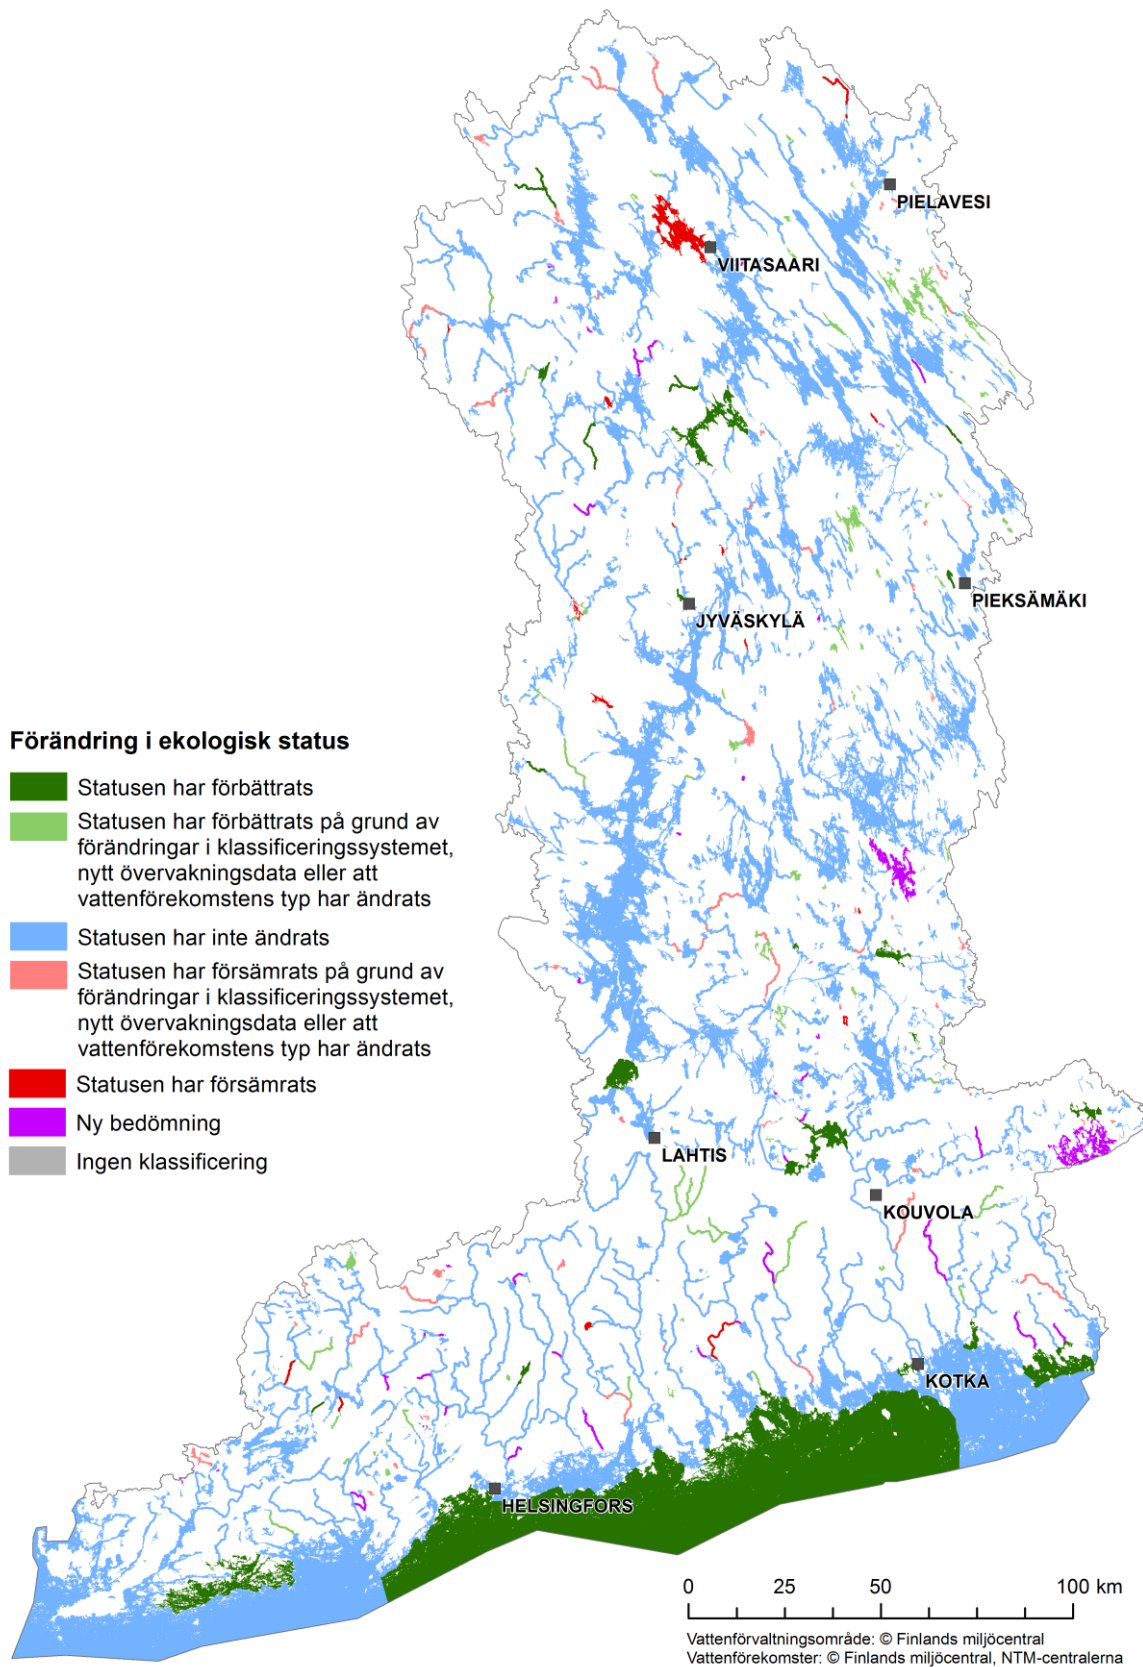 PIELAVESI
VIITASAARI
PIEKSÄMÄKI
JYVÄSKYLÄ
Förändring i ekologisk status
Statusen har förbättrats
Statusen har förbättrats på grund av
förändringar i klassificeringssystemet,
nytt övervakningsdata eller att
vattenförekomstens typ har ändrats
Statusen har inte ändrats
Statusen har försämrats på grund av
förändringar i klassificeringssystemet,
nytt övervakningsdata eller att
vattenförekomstens typ har ändrats
Statusen har försämrats
Ny bedömning
Ingen klassificering
LAHTIS
KOUVOLA
KOTKA
HELSINGFORS
0 25 50 100 km
Vattenförvaltningsområde: © Finlands miljöcentral
Vattenförekomster: © Finlands miljöcentral, NTM-centralerna